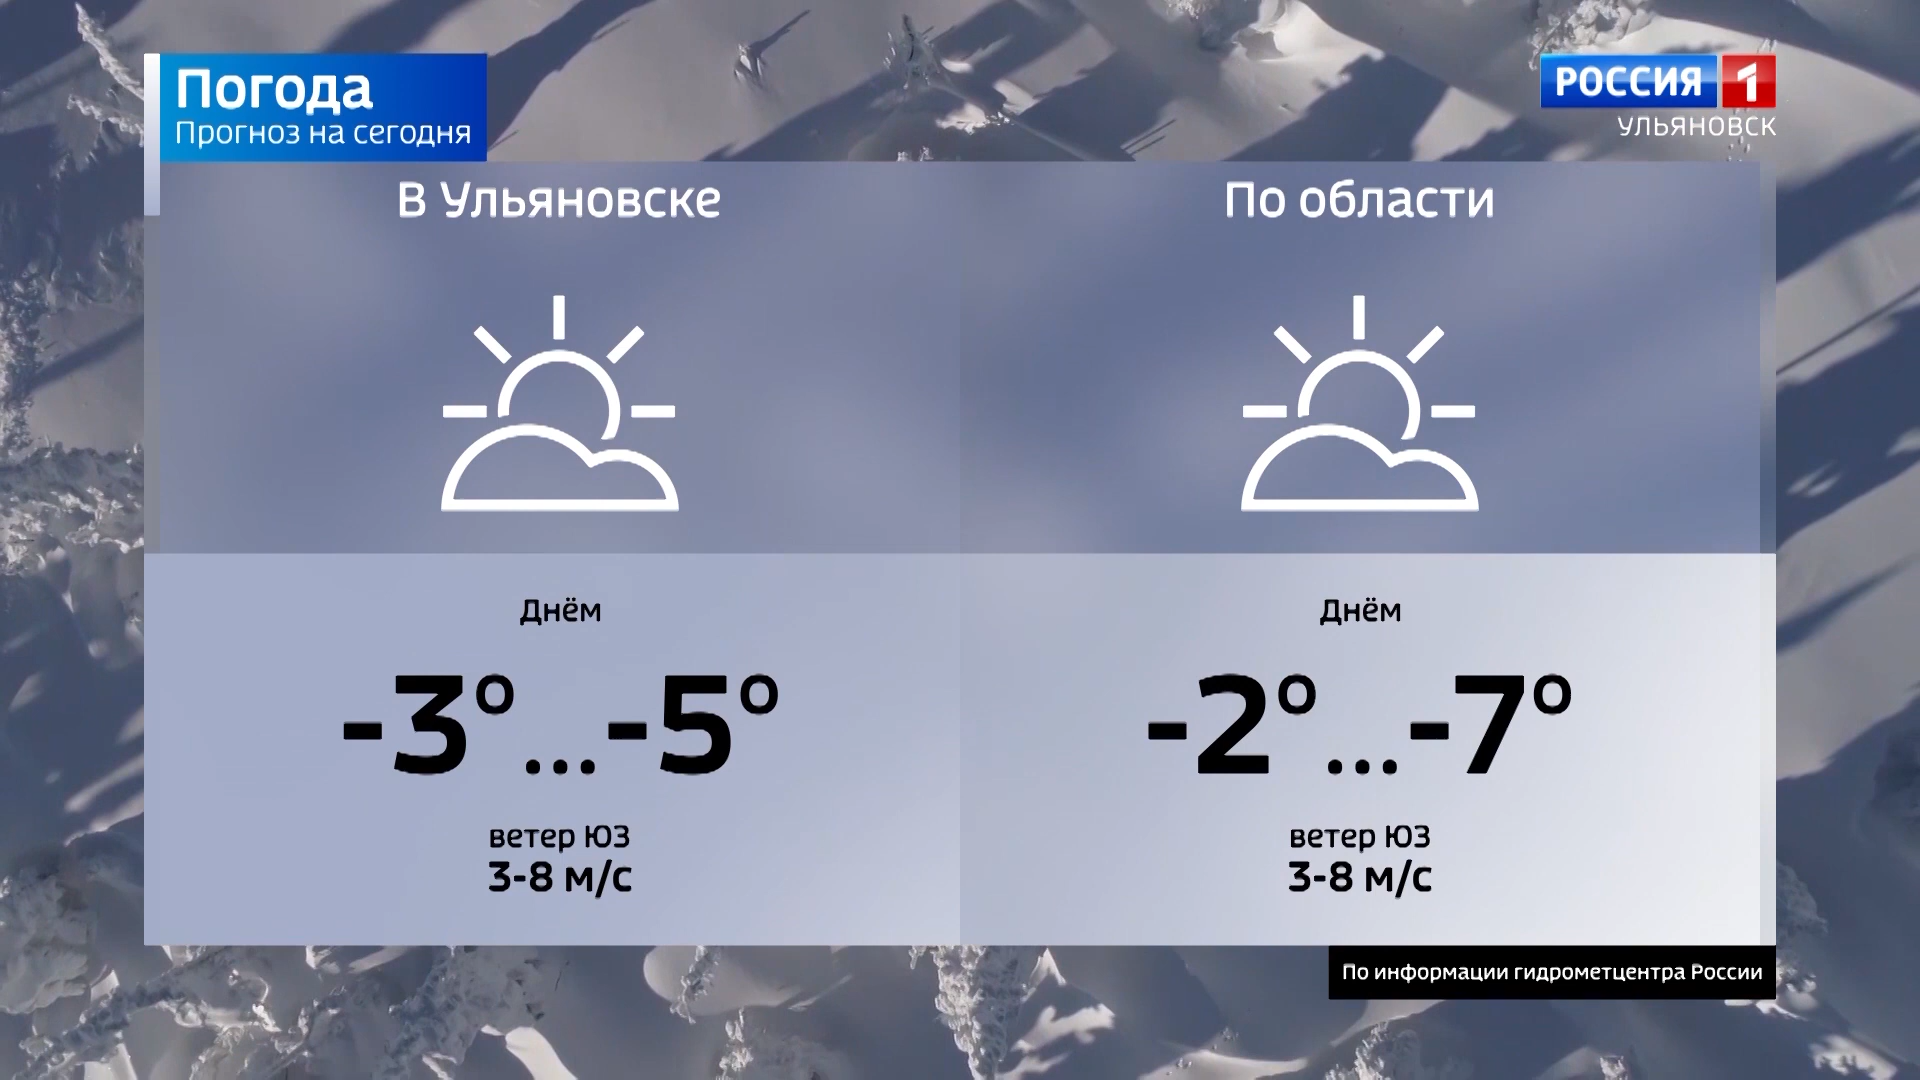 Погода
Прогноз на сегодня
РОССИЯ 1
УЛЬЯНОВСК
В Ульяновске
По области
Днём
-3°...-5°
ветер ЮЗ
3-8 м/с
Днём
-2°...-7°
ветер ЮЗ
3-8 м/с
По информации гидрометцентра России